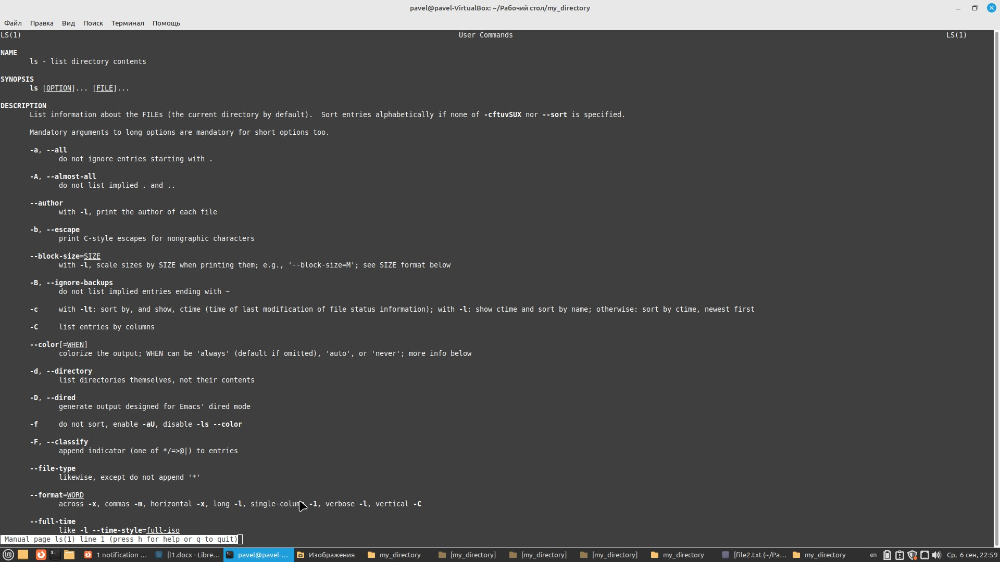 pavel@pavel-VirtualBox: ~/Рабочий стол/my_directory
Файл Правка Вид Поиск Терминал Помощь
LS(1) User Commands LS(1)
NAME
ls - list directory contents
SYNOPSIS
ls [OPTION]... [FILE]...
DESCRIPTION
List information about the FILEs (the current directory by default).  Sort entries alphabetically if none of -cftuvSUX nor --sort is specified.
Mandatory arguments to long options are mandatory for short options too.
-a, --all
do not ignore entries starting with .
-A, --almost-all
do not list implied . and ..
--author
with -l, print the author of each file
-b, --escape
print C-style escapes for nongraphic characters
--block-size=SIZE
with -l, scale sizes by SIZE when printing them; e.g., '--block-size=M'; see SIZE format below
-B, --ignore-backups
do not list implied entries ending with ~
-c with -lt: sort by, and show, ctime (time of last modification of file status information); with -l: show ctime and sort by name; otherwise: sort by ctime, newest first
-C list entries by columns
--color[=WHEN]
colorize the output; WHEN can be 'always' (default if omitted), 'auto', or 'never'; more info below
-d, --directory
list directories themselves, not their contents
-D, --dired
generate output designed for Emacs' dired mode
-f do not sort, enable -aU, disable -ls --color
-F, --classify
append indicator (one of */=>@|) to entries
--file-type
likewise, except do not append '*'
--format=WORD
across -x, commas -m, horizontal -x, long -l, single-column -1, verbose -l, vertical -C
--full-time
like -l --time-style=full-iso
Manual page ls(1) line 1 (press h for help or q to quit)
1 notification ... [l1.docx - Libre... pavel@pavel-... Изображения my_directory [my_directory] [my_directory] [my_directory] my_directory [file2.txt (~/Ра... my_directory en Ср, 6 сен, 22:59